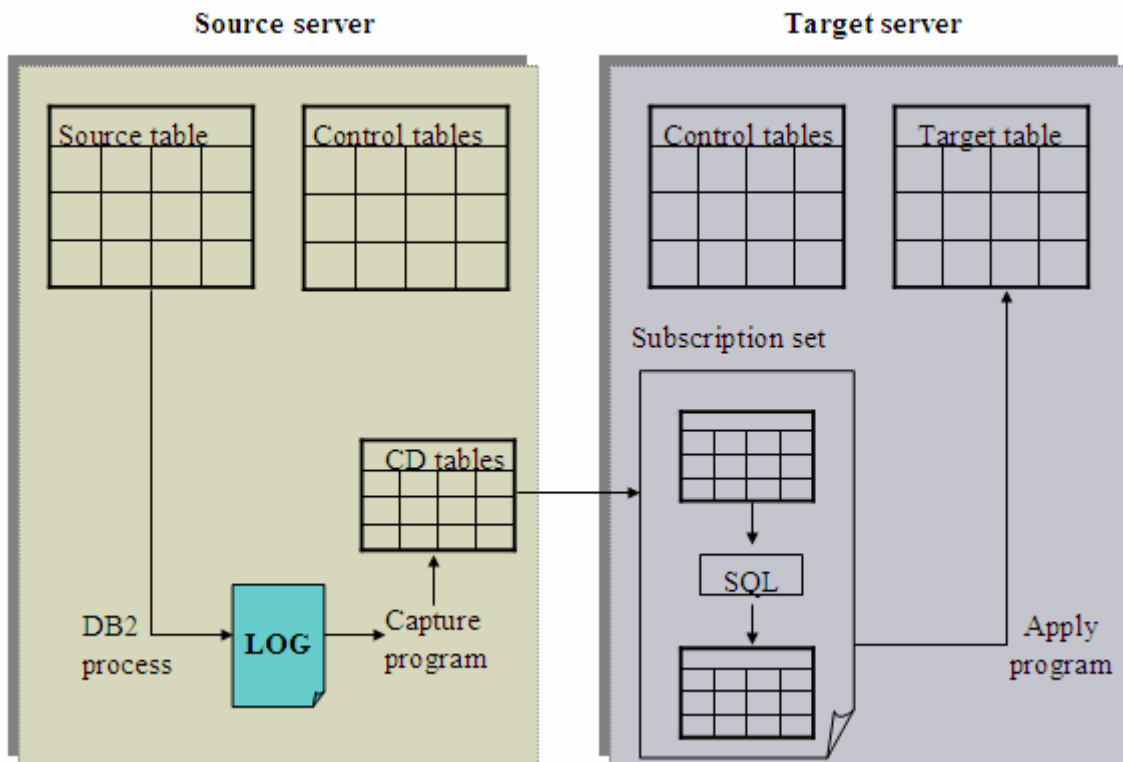 Source server
Target server
Source table
Control tables
Control tables
Target table
Subscription set
CD tables
SQL
DB2
process
LOG
Capture
program
Apply
program